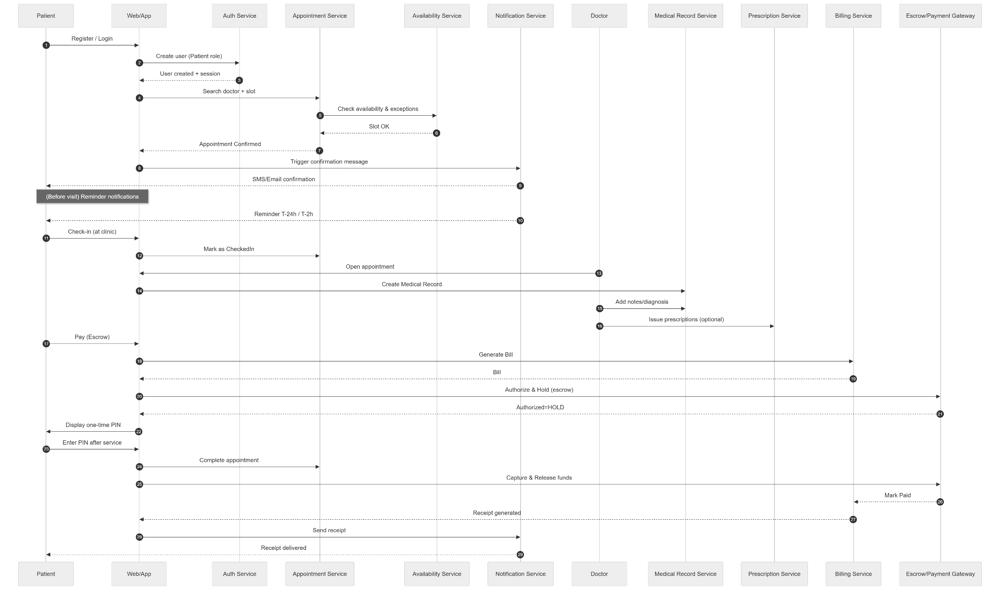 Patient
Web/App
Auth Service
Appointment Service
Availability Service
Notification Service
Doctor
Medical Record Service
Prescription Service
Billing Service
Escrow/Payment Gateway
Register / Login
1
Create user (Patient role)
2
User created + session
3
Search doctor + slot
4
Check availability & exceptions
5
Slot OK
6
Appointment Confirmed
7
Trigger confirmation message
8
SMS/Email confirmation
9
(Before visit) Reminder notifications
Reminder T-24h / T-2h
10
Check-in (at clinic)
11
Mark as CheckedIn
12
Open appointment
13
Create Medical Record
14
Add notes/diagnosis
15
Issue prescriptions (optional)
16
Pay (Escrow)
17
Generate Bill
18
Bill
19
Authorize & Hold (escrow)
20
Authorized=HOLD
21
Display one-time PIN
22
Enter PIN after service
23
Complete appointment
24
Capture & Release funds
25
Mark Paid
26
Receipt generated
27
Send receipt
28
Receipt delivered
29
Patient
Web/App
Auth Service
Appointment Service
Availability Service
Notification Service
Doctor
Medical Record Service
Prescription Service
Billing Service
Escrow/Payment Gateway